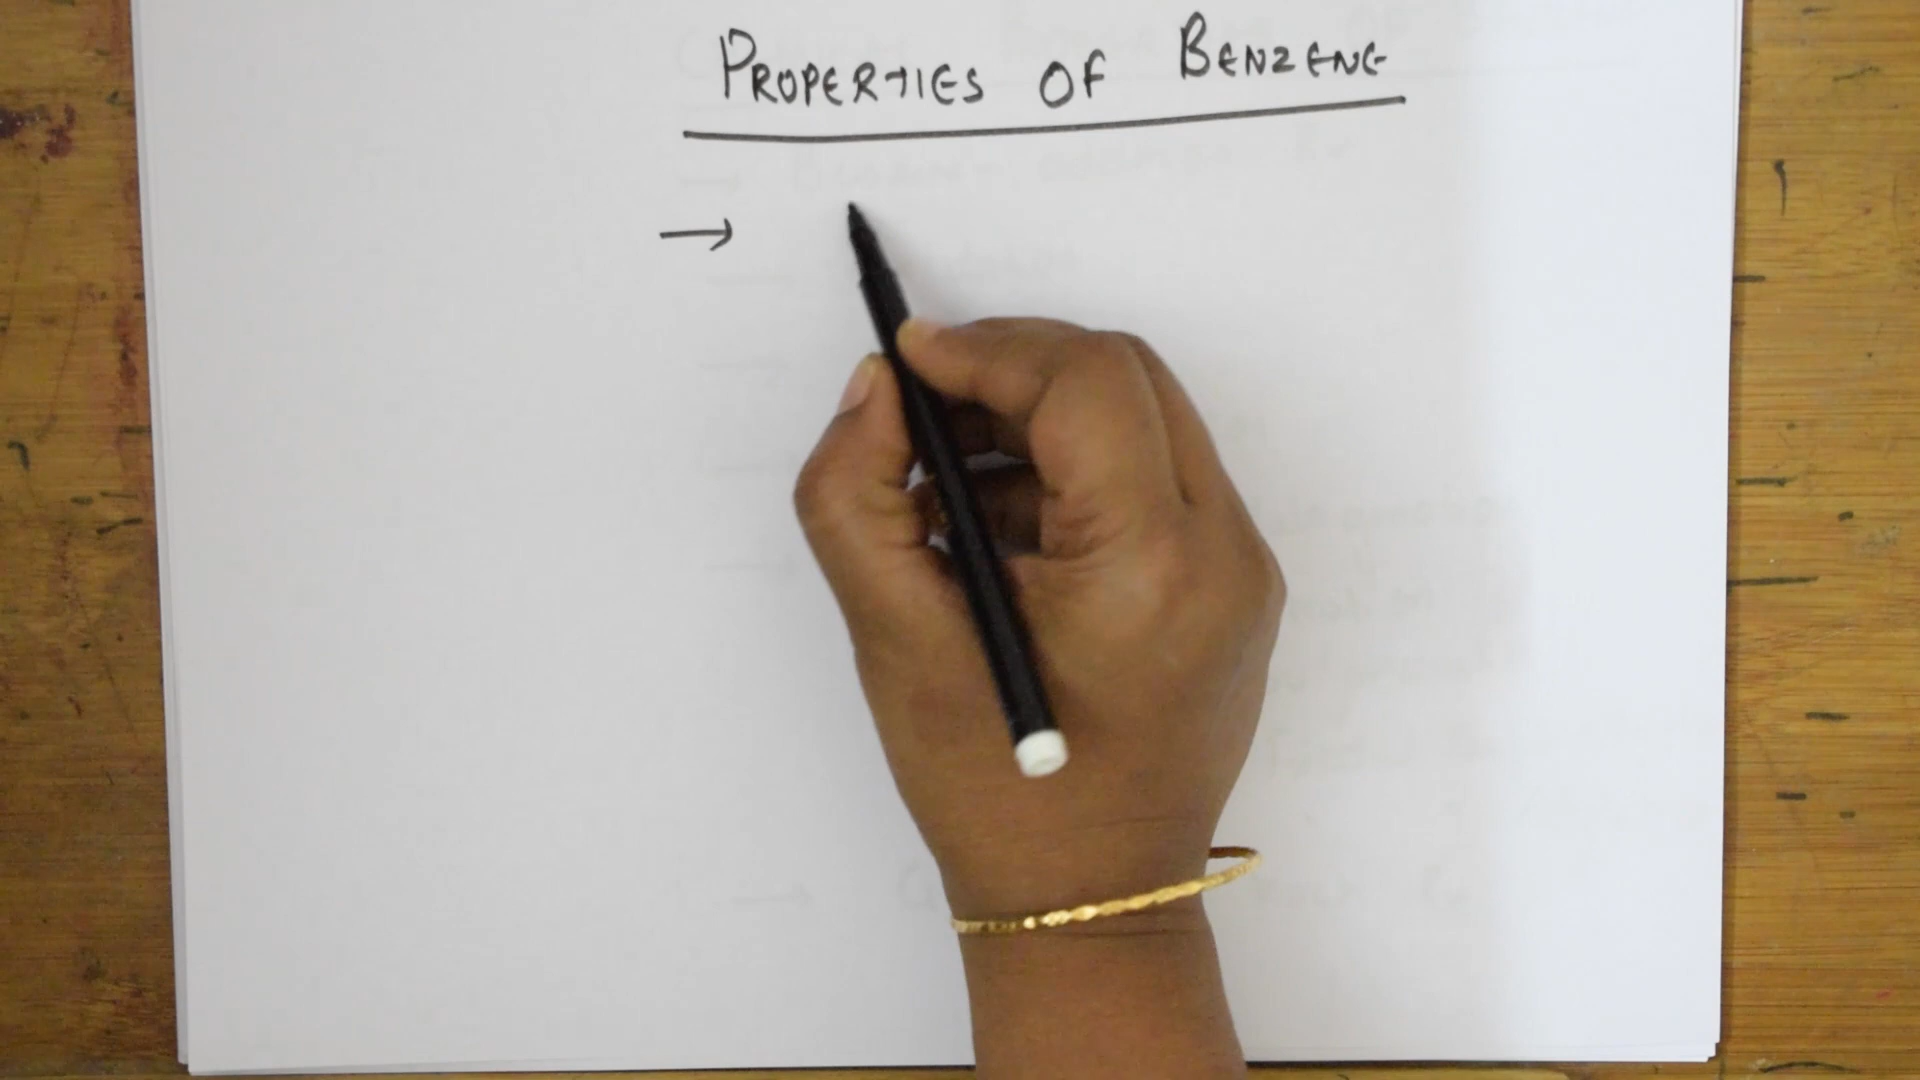 PROPERTIES OF BENZENE
→